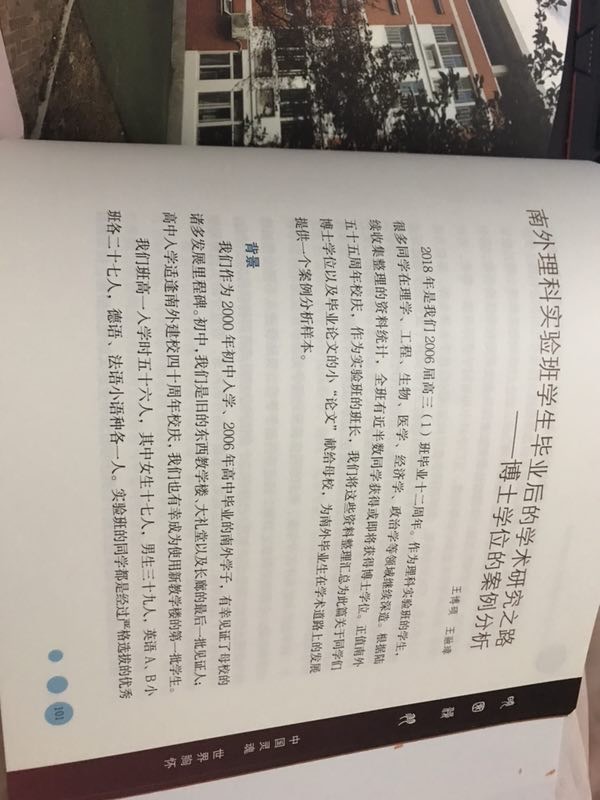 南外理科实验班学生毕业后的学术研究之路
——博士学位的案例分析
王博硕 王融璋
2018 年是我们 2006 届高三（1）班毕业十二周年。作为理科实验班的学生，
很多同学在理学、工程、生物、医学、经济学、政治学等领域继续深造。根据陆
续收集整理的资料统计，全班有近半数同学获得或即将获得博士学位。正值南外
五十五周年校庆，作为实验班的班长，我们将这些资料整理汇总为此篇关于同学们
博士学位以及毕业论文的小“论文”献给母校，为南外毕业生在学术道路上的发展
提供一个案例分析样本。
背景
我们作为 2000 年初中入学、2006 年高中毕业的南外学子，有幸见证了母校的
诸多发展里程碑。初中，我们是旧的东西教学楼、大礼堂以及长廊的最后一批见证人；
高中入学适逢南外建校四十周年校庆，我们也有幸成为使用新教学楼的第一批学生。
我们班高一入学时五十六人，其中女生十七人，男生三十九人，英语 A、B 小
班各二十七人，德语、法语小语种各一人。实验班的同学都是经过严格选拔的优秀
101
中国灵魂 世界胸怀